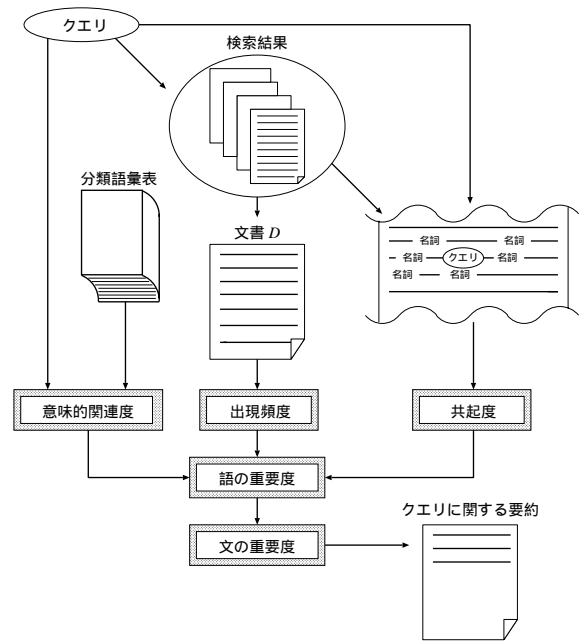 クエリ
検索結果
分類語彙表
文書 D
名詞 名詞
名詞 クエリ 名詞
名詞 名詞
意味的関連度
出現頻度
共起度
語の重要度
クエリに関する要約
文の重要度